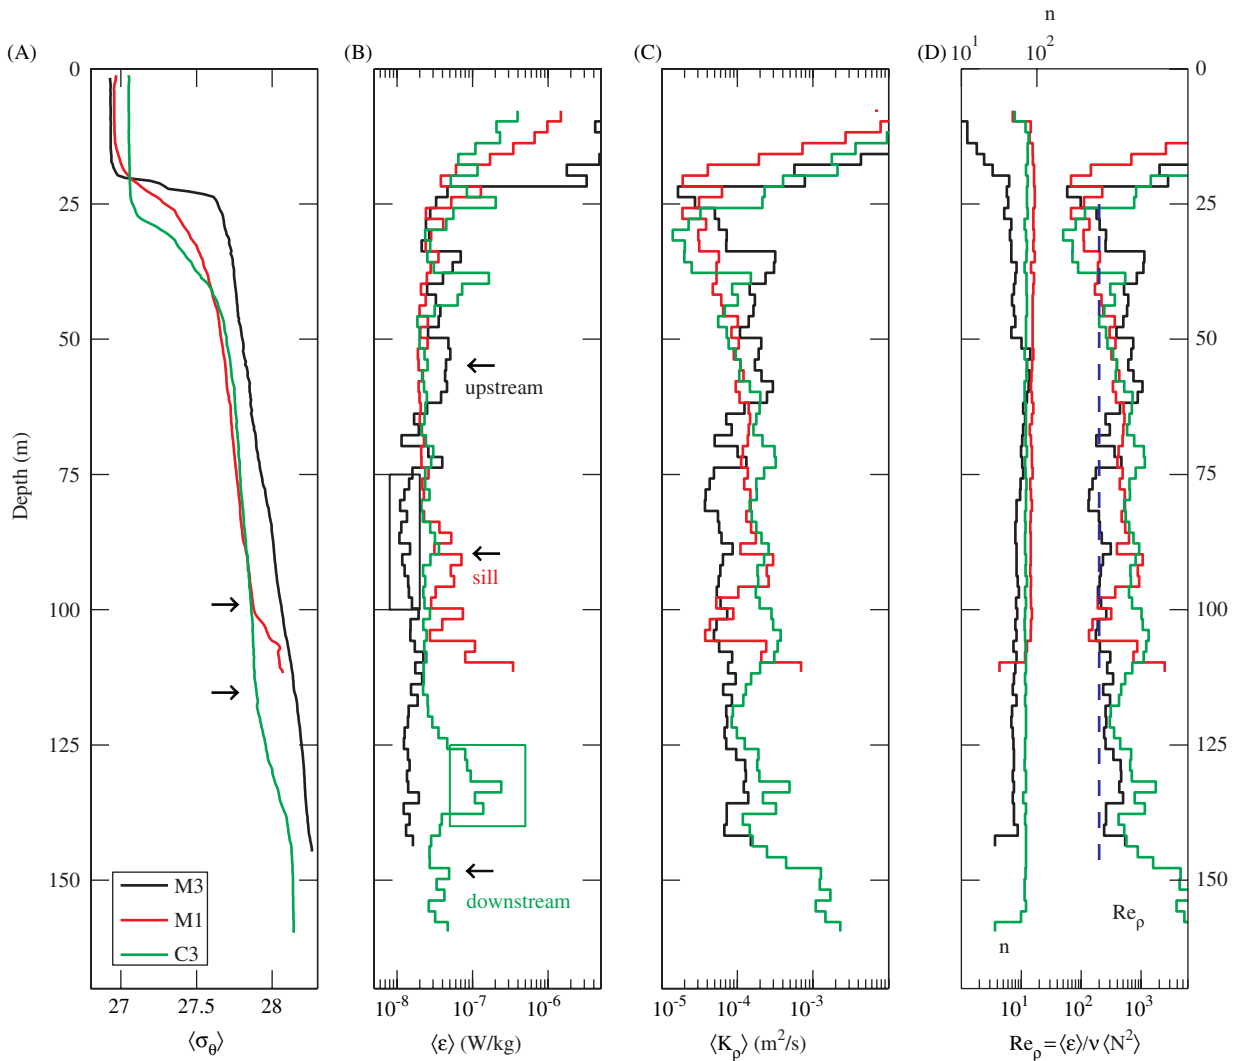 n
(A)
(B)
(C)
(D)
10^1
10^2
0
25
50
75
100
125
150
Depth (m)
M3
M1
C3
27
27.5
28
⟨σ_θ⟩
upstream
sill
downstream
10^-8
10^-7
10^-6
⟨ε⟩ (W/kg)
10^-5
10^-4
10^-3
⟨K_ρ⟩ (m^2/s)
Re_ρ
n
10^1
10^2
10^3
Re_ρ = ⟨ε⟩/ν ⟨N^2⟩
0
25
50
75
100
125
150